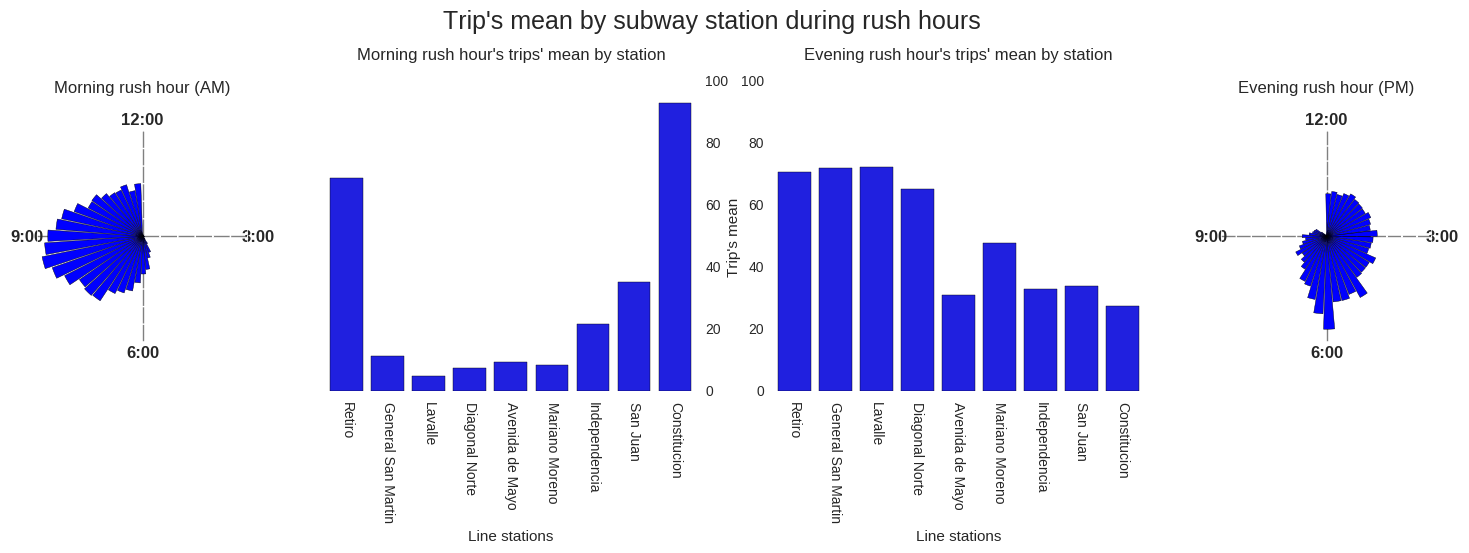 Trip's mean by subway station during rush hours
Morning rush hour (AM)
12:00
9:00
3:00
6:00
Morning rush hour's trips' mean by station
100
80
60
40
20
0
Retiro
General San Martin
Lavalle
Diagonal Norte
Avenida de Mayo
Mariano Moreno
Independencia
San Juan
Constitucion
Line stations
Evening rush hour's trips' mean by station
Trip's mean
100
80
60
40
20
0
Retiro
General San Martin
Lavalle
Diagonal Norte
Avenida de Mayo
Mariano Moreno
Independencia
San Juan
Constitucion
Line stations
Evening rush hour (PM)
12:00
9:00
3:00
6:00